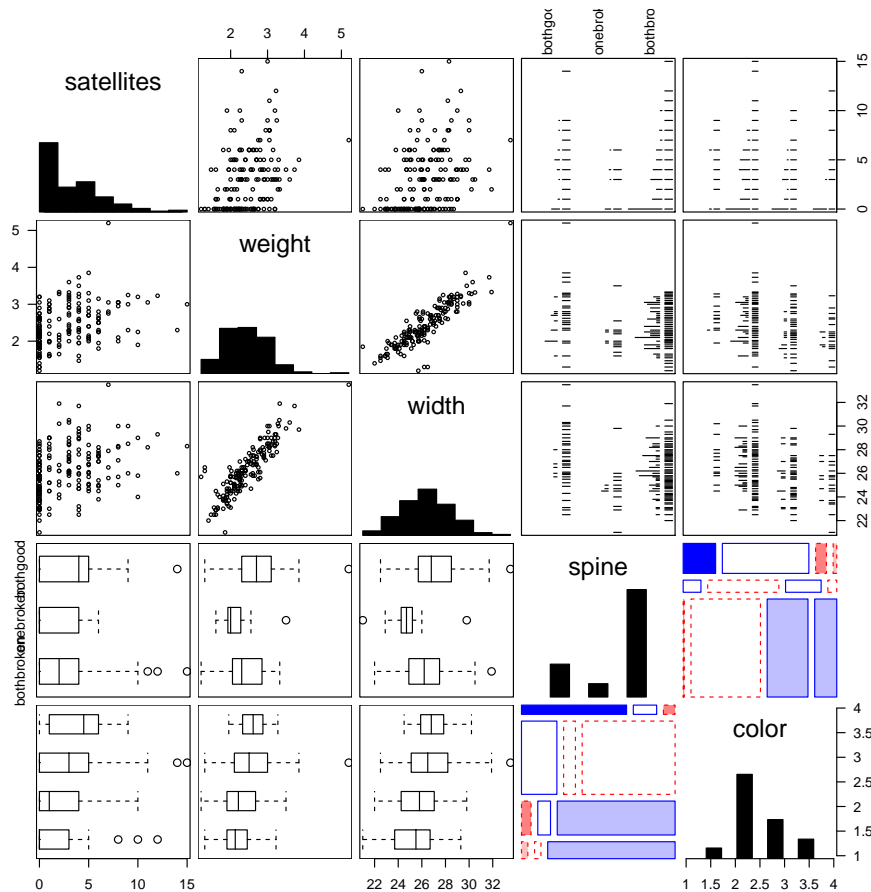 2 3 4 5
bothgoo onebrok bothbro
satellites
0 5 10 15
2 3 4 5
weight
width
22 24 26 28 30 32
bothbroken onebroken bothgood
spine
color
1 1.5 2 2.5 3 3.5 4
0 5 10 15
22 24 26 28 30 32
1 1.5 2 2.5 3 3.5 4